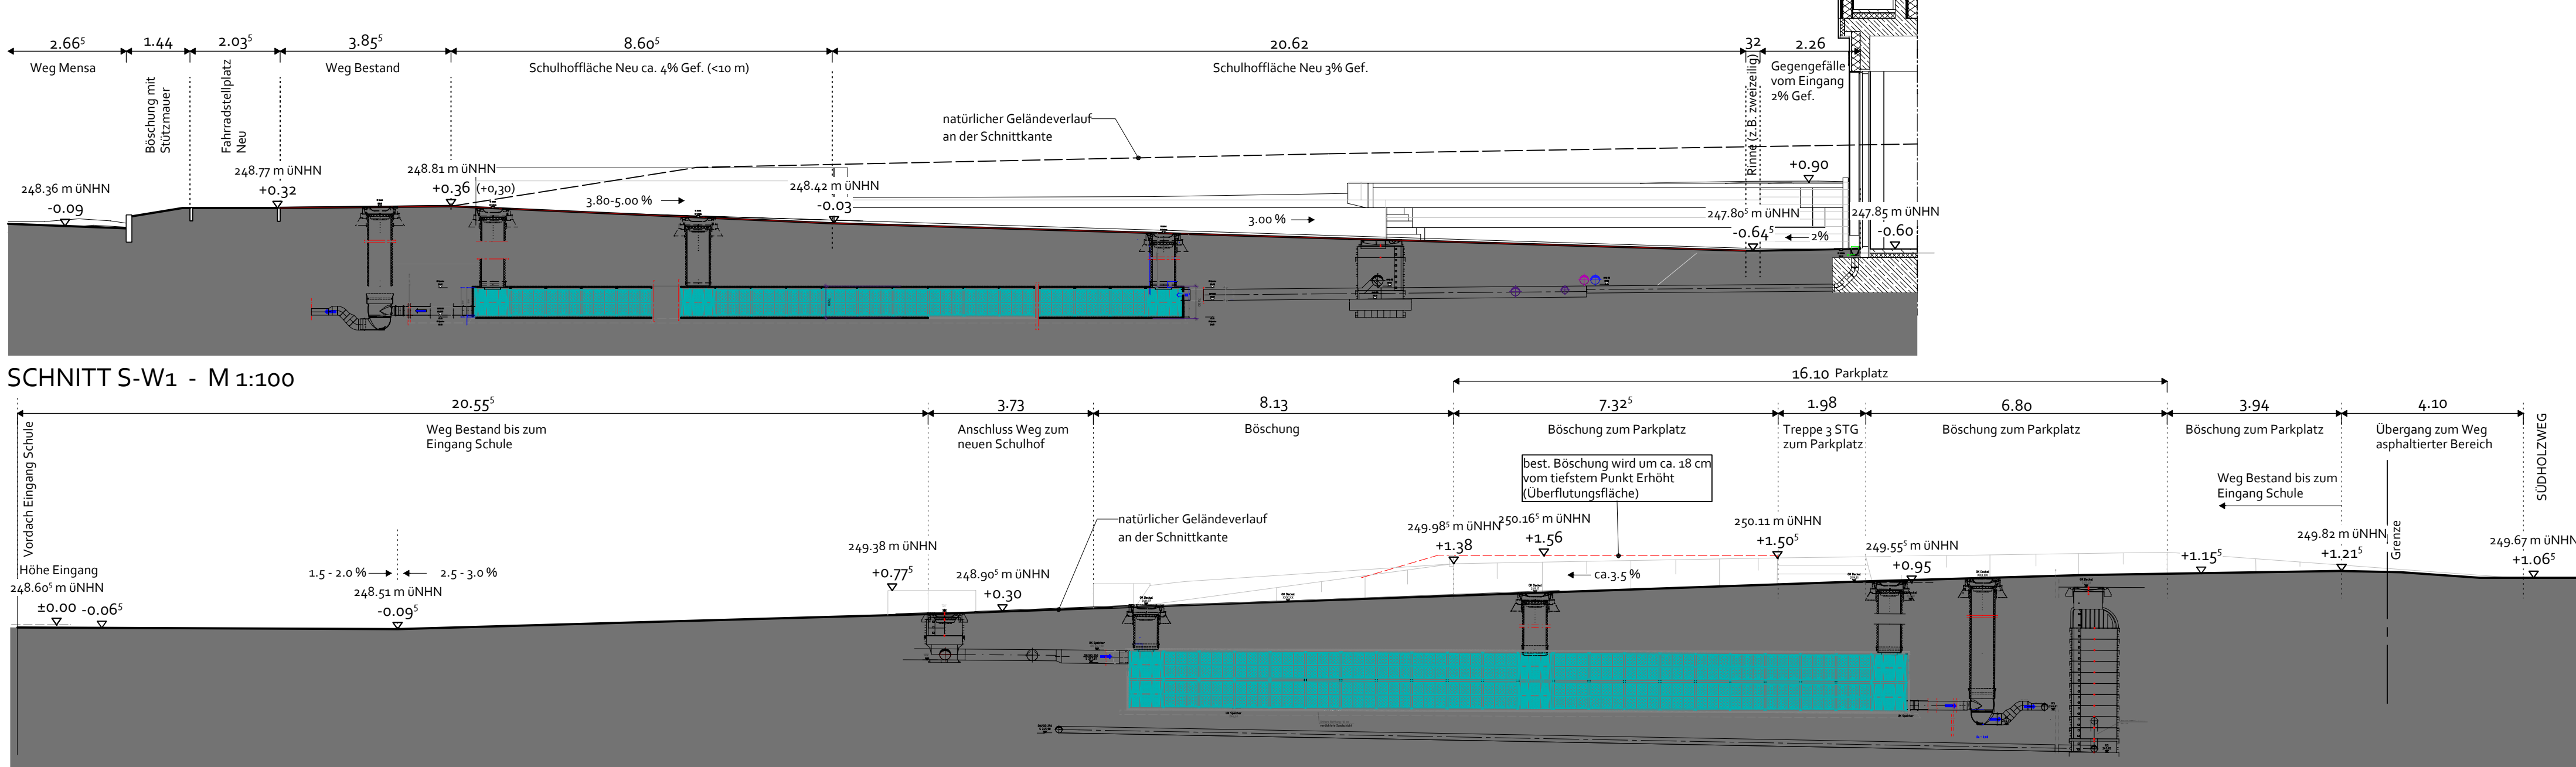 2.66⁵ 1.44 2.03⁵ 3.85⁵ 8.60⁵ 20.62 32 2.26
Weg Mensa
Böschung mit
Stützmauer
Fahrradstellplatz
Neu
Weg Bestand
Schulhoffläche Neu ca. 4% Gef. (<10 m)
Schulhoffläche Neu 3% Gef.
Rinne (z.B. zweizeilig)
Gegengefälle
vom Eingang
2% Gef.
natürlicher Geländeverlauf
an der Schnittkante
248.36 m üNHN
-0.09
248.77 m üNHN
+0.32
248.81 m üNHN
+0.36 (+0,30)
3.80-5.00 %
248.42 m üNHN
-0.03
3.00 %
+0.90
247.80⁵ m üNHN
-0.64⁵
2%
247.85 m üNHN
-0.60
SCHNITT S-W1 - M 1:100
16.10 Parkplatz
20.55⁵ 3.73 8.13 7.32⁵ 1.98 6.80 3.94 4.10
Vordach Eingang Schule
Weg Bestand bis zum
Eingang Schule
Anschluss Weg zum
neuen Schulhof
Böschung
Böschung zum Parkplatz
Treppe 3 STG
zum Parkplatz
Böschung zum Parkplatz
Böschung zum Parkplatz
Übergang zum Weg
asphaltierter Bereich
SÜDHOLZWEG
best. Böschung wird um ca. 18 cm
vom tiefstem Punkt Erhöht
(Überflutungsfläche)
Weg Bestand bis zum
Eingang Schule
Grenze
natürlicher Geländeverlauf
an der Schnittkante
Höhe Eingang
248.60⁵ m üNHN
±0.00 -0.06⁵
1.5 - 2.0 % 2.5 - 3.0 %
248.51 m üNHN
-0.09⁵
249.38 m üNHN
+0.77⁵
248.90⁵ m üNHN
+0.30
249.98⁵ m üNHN
+1.38
250.16⁵ m üNHN
+1.56
ca.3.5 %
250.11 m üNHN
+1.50⁵
249.55⁵ m üNHN
+0.95
+1.15⁵
249.82 m üNHN
+1.21⁵
249.67 m üNHN
+1.06⁵